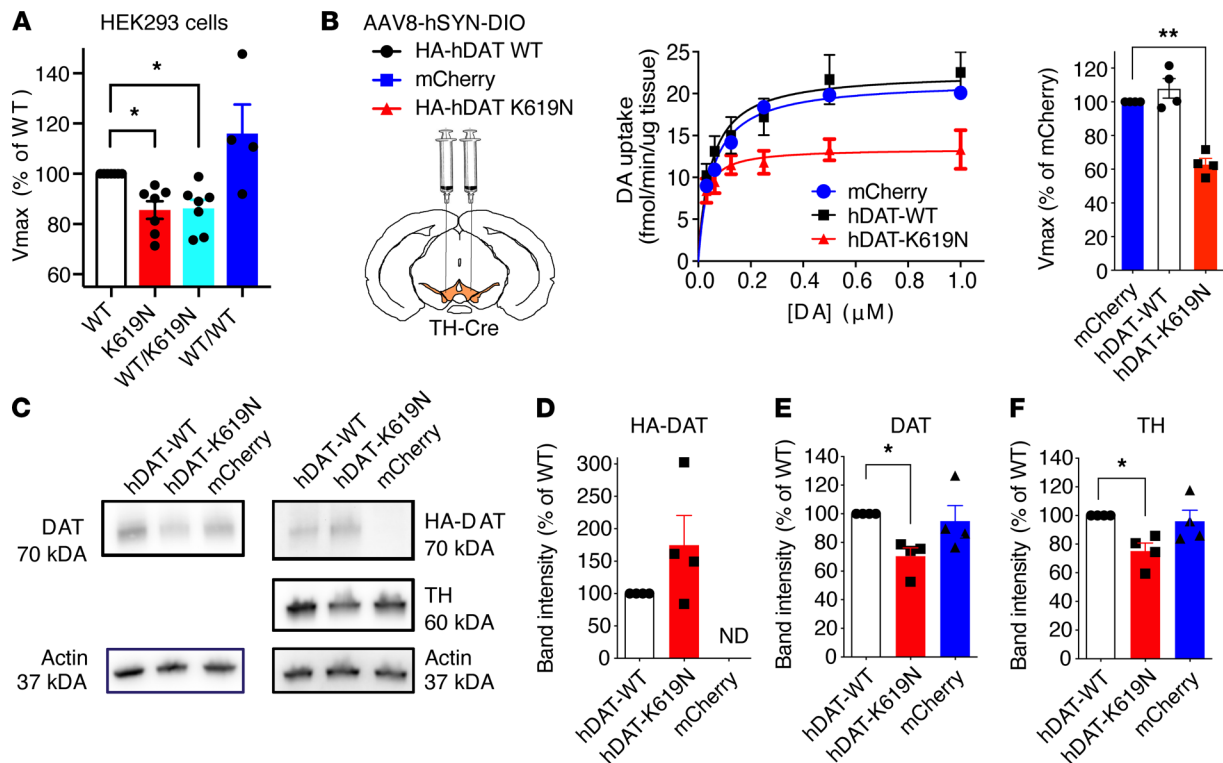 A
HEK293 cells
Vmax (% of WT)
140
120
100
80
60
*
*
WT
K619N
WT/K619N
WT/WT
B
AAV8-hSYN-DIO
HA-hDAT WT
mCherry
HA-hDAT K619N
TH-Cre
DA uptake
(fmol/min/ug tissue)
25
20
15
10
5
0
mCherry
hDAT-WT
hDAT-K619N
0.0
0.2
0.4
0.6
0.8
1.0
[DA] (μM)
Vmax (% of mCherry)
**
120
100
80
60
40
20
0
mCherry
hDAT-WT
hDAT-K619N
C
hDAT-WT
hDAT-K619N
mCherry
hDAT-WT
hDAT-K619N
mCherry
DAT
70 kDA
HA-DAT
70 kDA
TH
60 kDA
Actin
37 kDA
Actin
37 kDA
D
HA-DAT
Band intensity (% of WT)
300
250
200
150
100
50
0
ND
hDAT-WT
hDAT-K619N
mCherry
E
DAT
Band intensity (% of WT)
*
140
120
100
80
60
40
20
0
hDAT-WT
hDAT-K619N
mCherry
F
TH
Band intensity (% of WT)
*
140
120
100
80
60
40
20
0
hDAT-WT
hDAT-K619N
mCherry